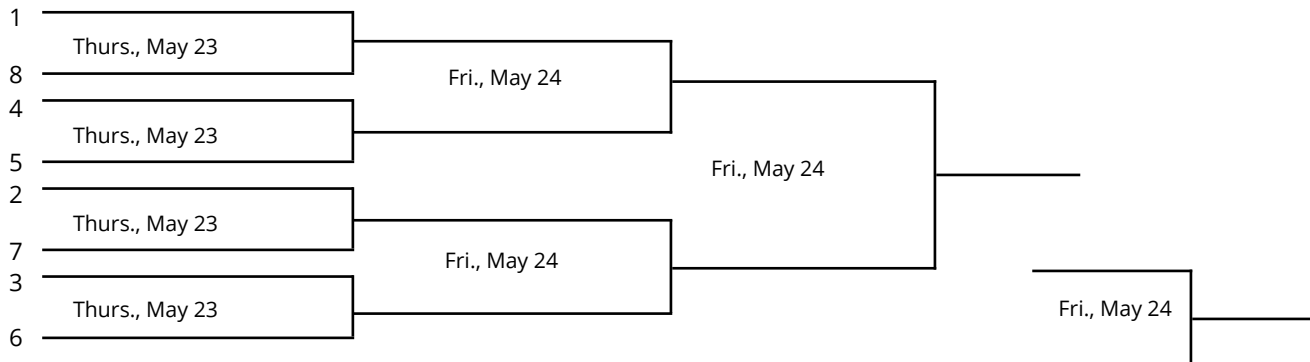 1
Thurs., May 23
8
Fri., May 24
4
Thurs., May 23
5
Fri., May 24
2
Thurs., May 23
7
Fri., May 24
3
Thurs., May 23
Fri., May 24
6